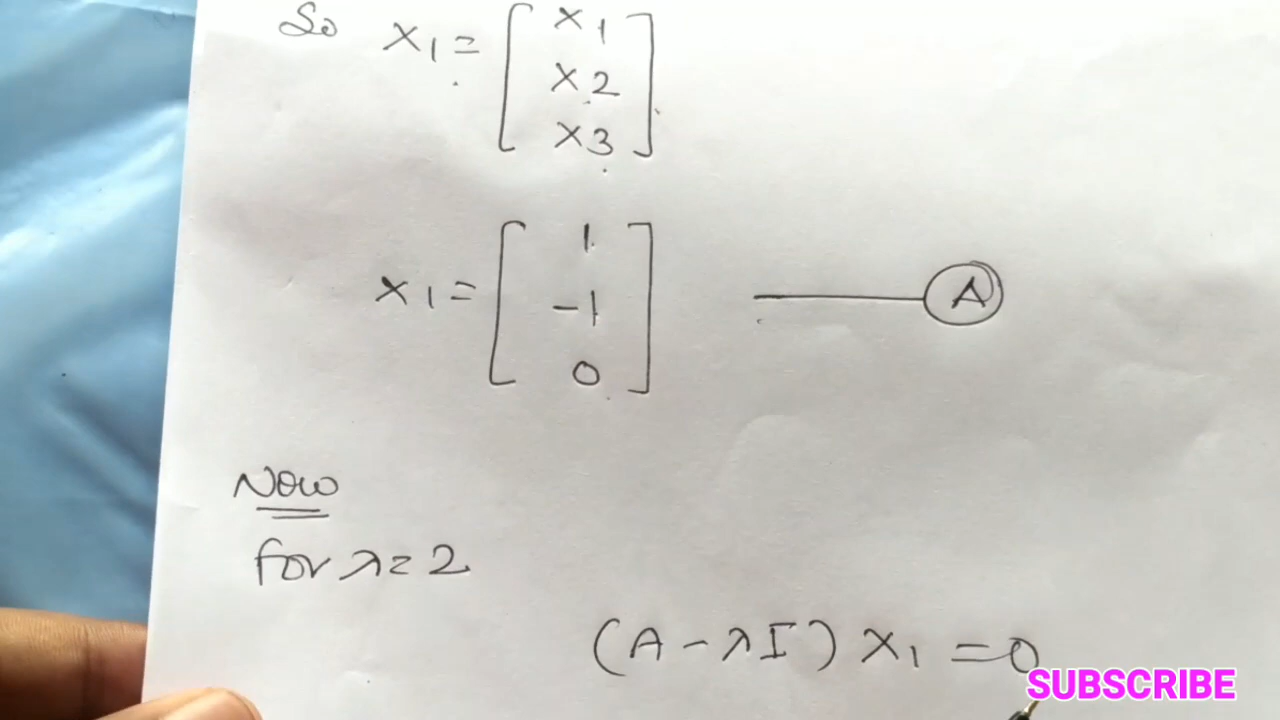 So X1 = [ x1
x2
x3 ]
X1 = [ 1
-1
0 ] — A
Now
for λ = 2
(A - λI) X1 = 0
SUBSCRIBE